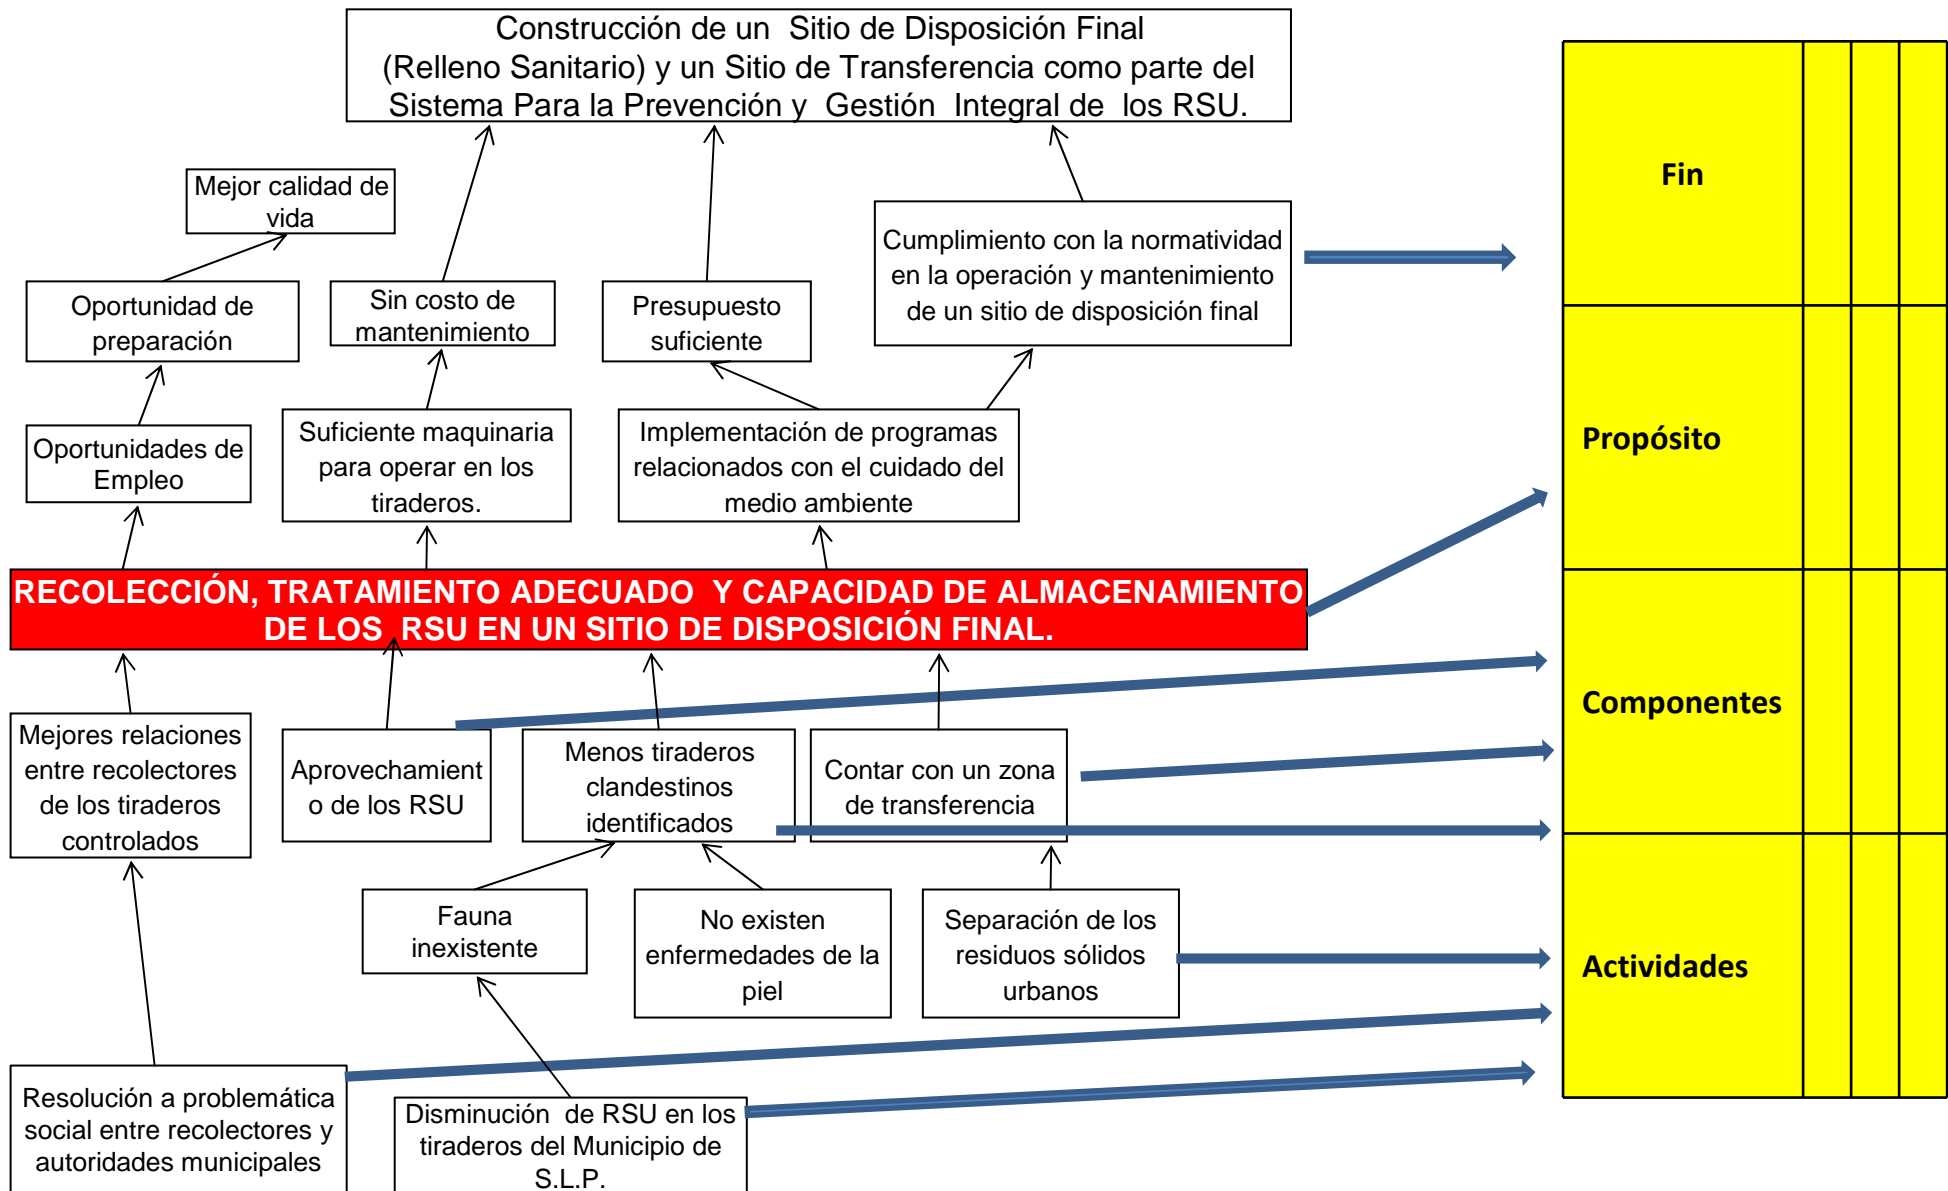 Construcción de un Sitio de Disposición Final
(Relleno Sanitario) y un Sitio de Transferencia como parte del
Sistema Para la Prevención y Gestión Integral de los RSU.
Mejor calidad de
vida
Oportunidad de
preparación
Sin costo de
mantenimiento
Presupuesto
suficiente
Cumplimiento con la normatividad
en la operación y mantenimiento
de un sitio de disposición final
Oportunidades de
Empleo
Suficiente maquinaria
para operar en los
tiraderos.
Implementación de programas
relacionados con el cuidado del
medio ambiente
RECOLECCIÓN, TRATAMIENTO ADECUADO Y CAPACIDAD DE ALMACENAMIENTO
DE LOS RSU EN UN SITIO DE DISPOSICIÓN FINAL.
Mejores relaciones
entre recolectores
de los tiraderos
controlados
Aprovechamient
o de los RSU
Menos tiraderos
clandestinos
identificados
Contar con un zona
de transferencia
Fauna
inexistente
No existen
enfermedades de la
piel
Separación de los
residuos sólidos
urbanos
Resolución a problemática
social entre recolectores y
autoridades municipales
Disminución de RSU en los
tiraderos del Municipio de
S.L.P.
Fin
Propósito
Componentes
Actividades